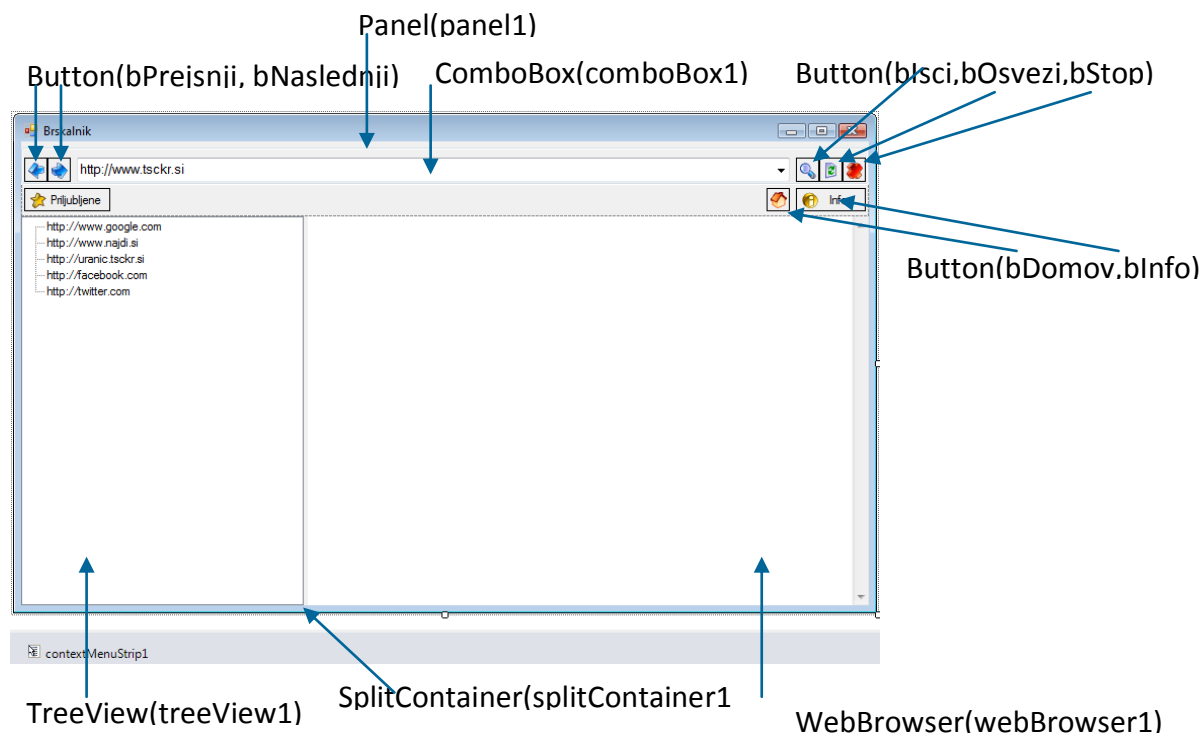 Panel(panel1)
Button(bPrejsnji, bNaslednji)
ComboBox(comboBox1)
Button(bIsci,bOsvezi,bStop)
Brskalnik
http://www.tsckr.si
Priljubljene
Info
http://www.google.com
http://www.najdi.si
http://uranic.tsckr.si
http://facebook.com
http://twitter.com
Button(bDomov,bInfo)
contextMenuStrip1
TreeView(treeView1)
SplitContainer(splitContainer1
WebBrowser(webBrowser1)